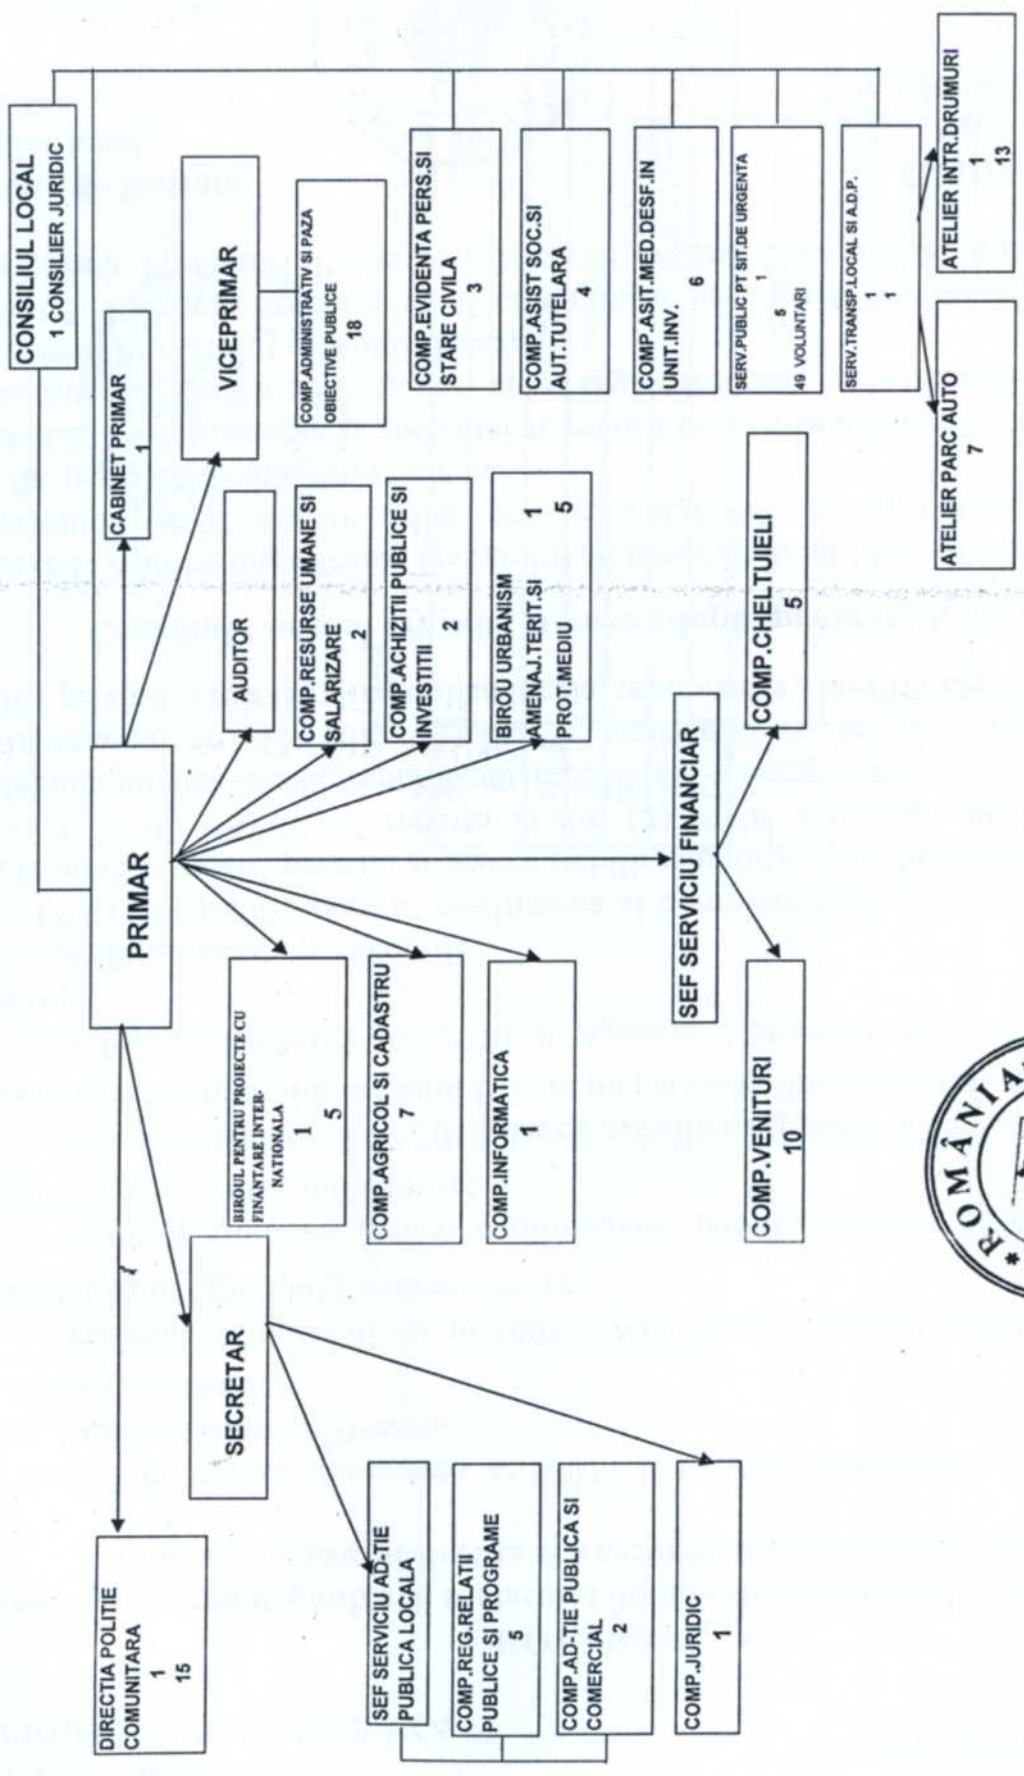 CONSILIUL LOCAL
1 CONSILIER JURIDIC
PRIMAR
CABINET PRIMAR
1
VICEPRIMAR
COMP.ADMINISTRATIV SI PAZA
OBIECTIVE PUBLICE
18
DIRECTIA POLITIE
COMUNITARA
1
15
SECRETAR
SEF SERVICIU AD-TIE
PUBLICA LOCALA
COMP.REG.RELATII
PUBLICE SI PROGRAME
5
COMP.AD-TIE PUBLICA SI
COMERCIAL
2
COMP.JURIDIC
1
BIROUL PENTRU PROIECTE CU
FINANTARE INTER-
NATIONALA
1
5
COMP.AGRICOL SI CADASTRU
7
COMP.INFORMATICA
1
AUDITOR
COMP.RESURSE UMANE SI
SALARIZARE
2
COMP.ACHIZITII PUBLICE SI
INVESTITII
2
BIROU URBANISM
AMENAJ.TERIT.SI 1
PROT.MEDIU 5
SEF SERVICIU FINANCIAR
COMP.VENITURI
10
COMP.CHELTUIELI
5
COMP.EVIDENTA PERS.SI
STARE CIVILA
3
COMP.ASIST SOC.SI
AUT.TUTELARA
4
COMP.ASIT.MED.DESF.IN
UNIT.INV.
6
SERV.PUBLIC PT SIT.DE URGENTA
1
5
49 VOLUNTARI
SERV.TRANSP.LOCAL SI A.D.P.
1
1
ATELIER PARC AUTO
7
ATELIER INTR.DRUMURI
1
13
* ROMÂNIA